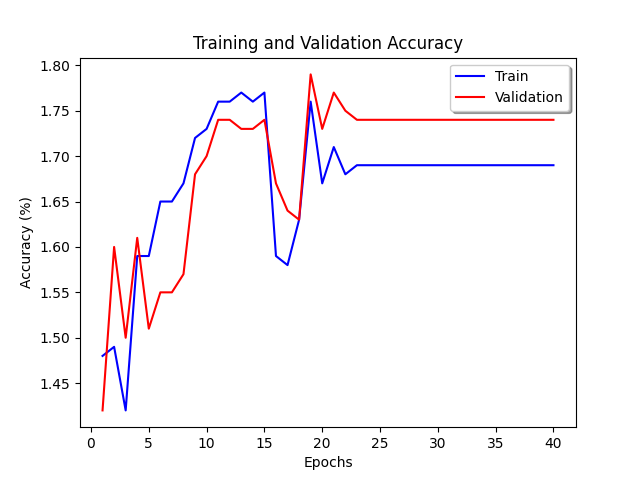 Training and Validation Accuracy
Train
Validation
Accuracy (%)
1.80
1.75
1.70
1.65
1.60
1.55
1.50
1.45
0 5 10 15 20 25 30 35 40
Epochs